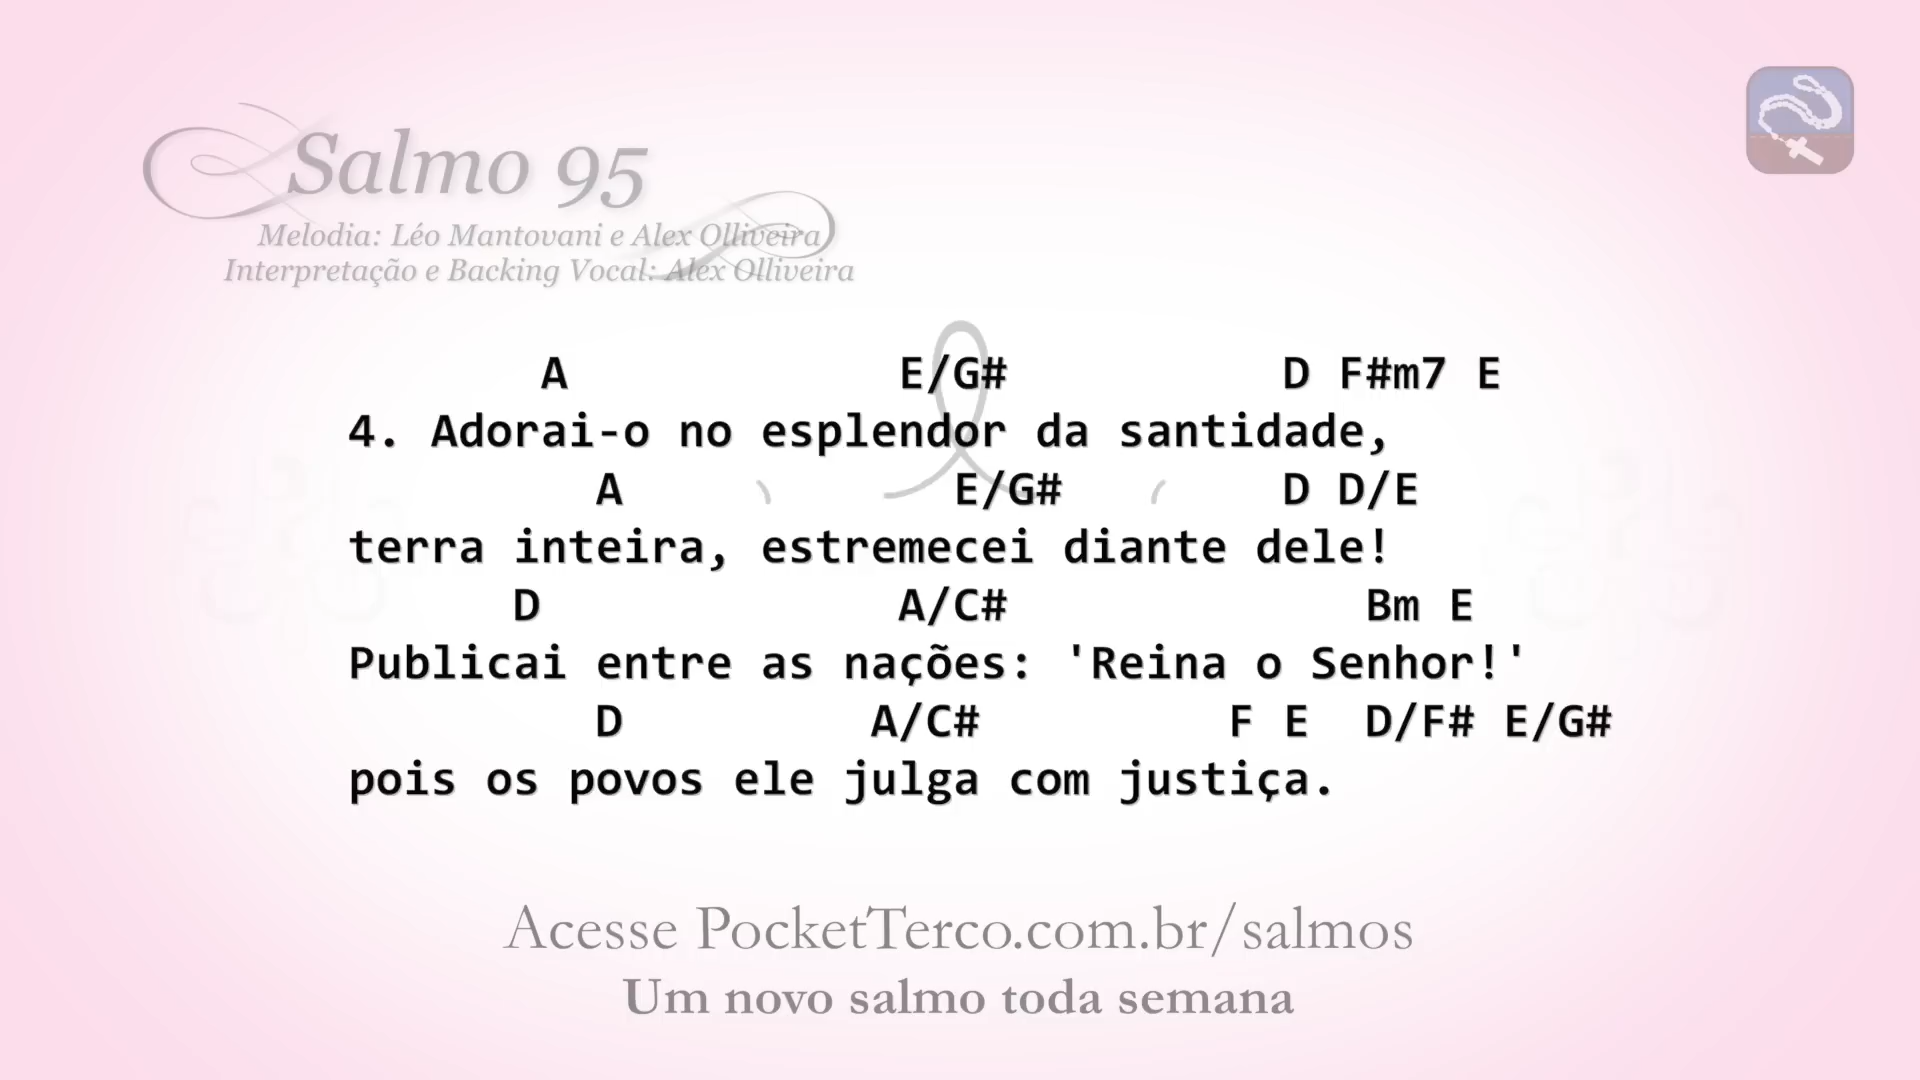 Salmo 95
Melodia: Léo Mantovani e Alex Olliveira
Interpretação e Backing Vocal: Alex Olliveira
A E/G# D F#m7 E
4. Adorai-o no esplendor da santidade,
A E/G# D D/E
terra inteira, estremecei diante dele!
D A/C# Bm E
Publicai entre as nações: 'Reina o Senhor!'
D A/C# F E D/F# E/G#
pois os povos ele julga com justiça.
Acesse PocketTerco.com.br/salmos
Um novo salmo toda semana